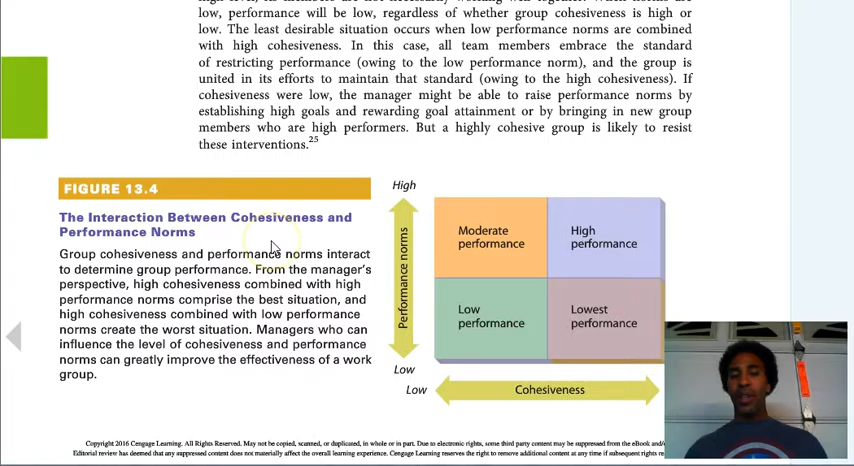 low, performance will be low, regardless of whether group cohesiveness is high or
low. The least desirable situation occurs when low performance norms are combined
with high cohesiveness. In this case, all team members embrace the standard
of restricting performance (owing to the low performance norm), and the group is
united in its efforts to maintain that standard (owing to the high cohesiveness). If
cohesiveness were low, the manager might be able to raise performance norms by
establishing high goals and rewarding goal attainment or by bringing in new group
members who are high performers. But a highly cohesive group is likely to resist
these interventions.25
FIGURE 13.4
The Interaction Between Cohesiveness and
Performance Norms
Group cohesiveness and performance norms interact
to determine group performance. From the manager's
perspective, high cohesiveness combined with high
performance norms comprise the best situation, and
high cohesiveness combined with low performance
norms create the worst situation. Managers who can
influence the level of cohesiveness and performance
norms can greatly improve the effectiveness of a work
group.
High
Performance norms
Low
Moderate
performance
High
performance
Low
performance
Lowest
performance
Low
Cohesiveness
Copyright 2016 Cengage Learning. All Rights Reserved. May not be copied, scanned, or duplicated, in whole or in part. Due to electronic rights, some third party content may be suppressed from the eBook and/
Editorial review has deemed that any suppressed content does not materially affect the overall learning experience. Cengage Learning reserves the right to remove additional content at any time if subsequent rights